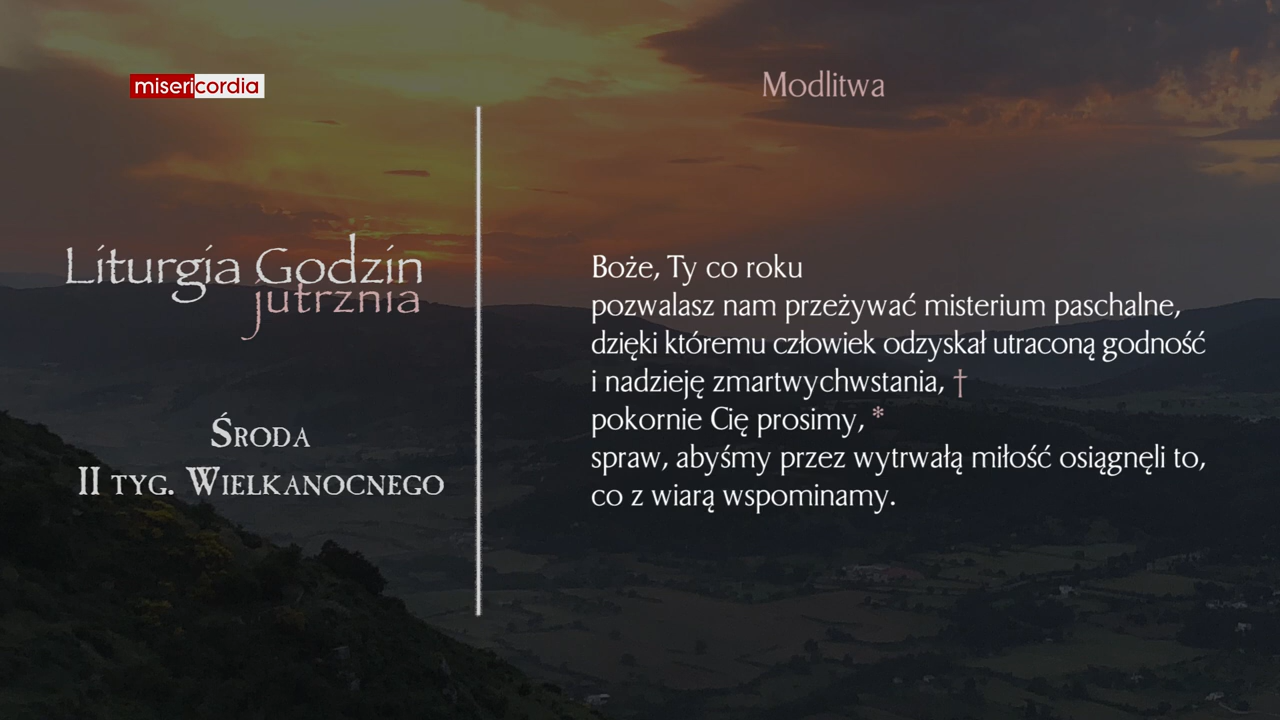 misericordia
Liturgia Godzin
jutrznia
Środa
II tyg. Wielkanocnego
Modlitwa
Boże, Ty co roku
pozwalasz nam przeżywać misterium paschalne,
dzięki któremu człowiek odzyskał utraconą godność
i nadzieję zmartwychwstania, †
pokornie Cię prosimy, *
spraw, abyśmy przez wytrwałą miłość osiągnęli to,
co z wiarą wspominamy.